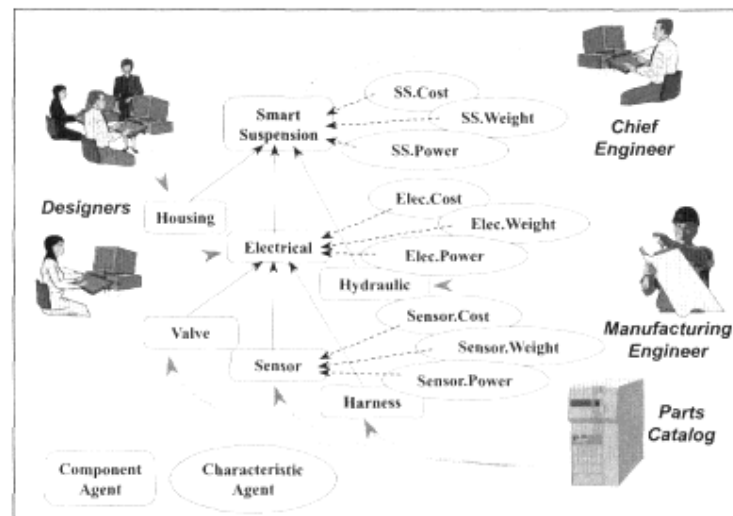 SS.Cost
Smart
Suspension
SS.Weight
SS.Power
Chief
Engineer
Designers
Housing
Elec.Cost
Elec.Weight
Electrical
Elec.Power
Hydraulic
Sensor.Cost
Valve
Sensor.Weight
Manufacturing
Engineer
Sensor
Sensor.Power
Harness
Parts
Catalog
Component
Agent
Characteristic
Agent